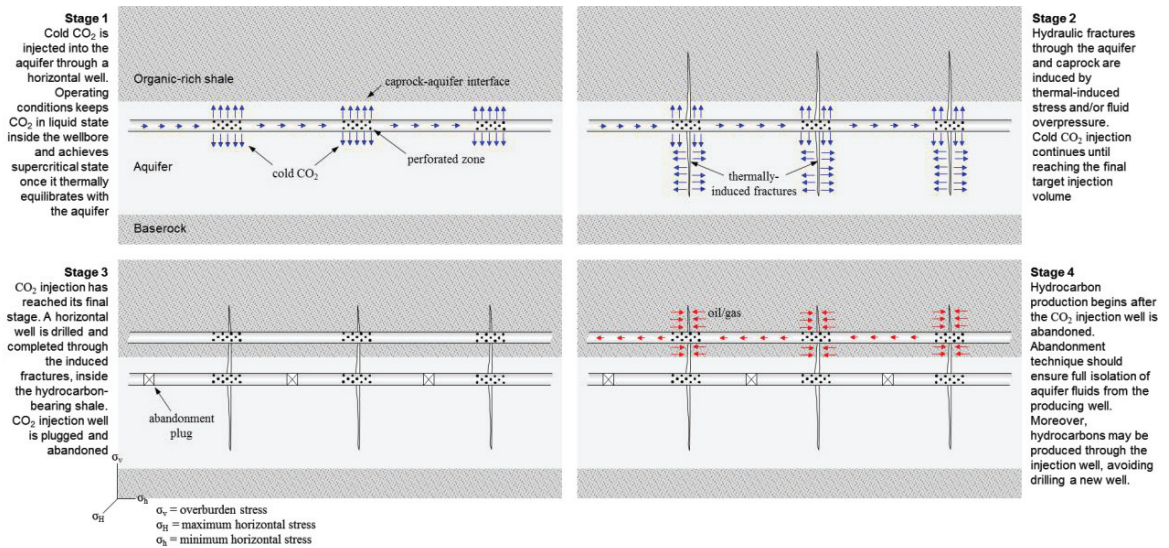 Stage 1
Cold CO₂ is
injected into the
aquifer through a
horizontal well.
Operating
conditions keeps
CO₂ in liquid state
inside the wellbore
and achieves
supercritical state
once it thermally
equilibrates with
the aquifer
Organic-rich shale
caprock-aquifer interface
Aquifer
cold CO₂
perforated zone
Baserock
Stage 2
Hydraulic fractures
through the aquifer
and caprock are
induced by
thermal-induced
stress and/or fluid
overpressure.
Cold CO₂ injection
continues until
reaching the final
target injection
volume
thermally-
induced fractures
Stage 3
CO₂ injection has
reached its final
stage. A horizontal
well is drilled and
completed through
the induced
fractures, inside
the hydrocarbon-
bearing shale.
CO₂ injection well
is plugged and
abandoned
abandonment
plug
Stage 4
Hydrocarbon
production begins after
the CO₂ injection well is
abandoned.
Abandonment
technique should
ensure full isolation of
aquifer fluids from the
producing well.
Moreover,
hydrocarbons may be
produced through the
injection well, avoiding
drilling a new well.
oil/gas
σᵥ
σₕ
σ_H
σᵥ = overburden stress
σ_H = maximum horizontal stress
σₕ = minimum horizontal stress